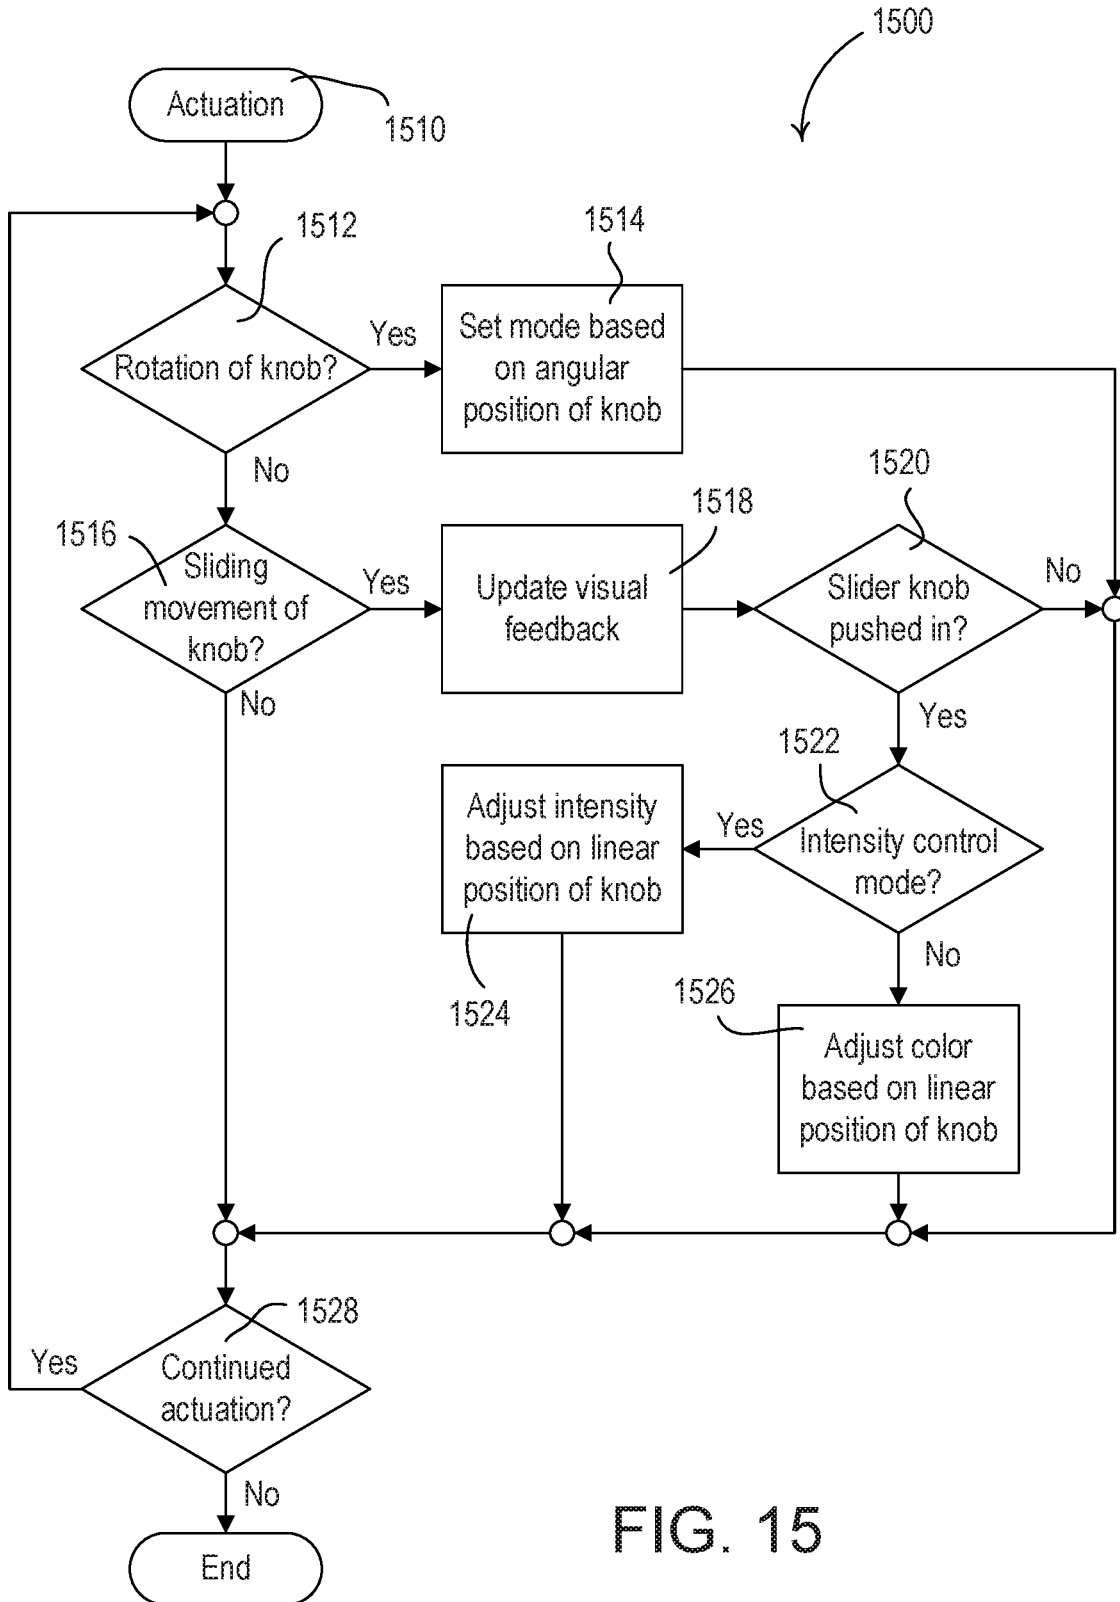 1500
Actuation
1510
1512
1514
Rotation of knob?
Yes
Set mode based
on angular
position of knob
No
1516
1518
1520
Sliding
movement of
knob?
Yes
Update visual
feedback
Slider knob
pushed in?
No
No
Yes
1522
Adjust intensity
based on linear
position of knob
Yes
Intensity control
mode?
1524
No
1526
Adjust color
based on linear
position of knob
1528
Yes
Continued
actuation?
No
End
FIG. 15